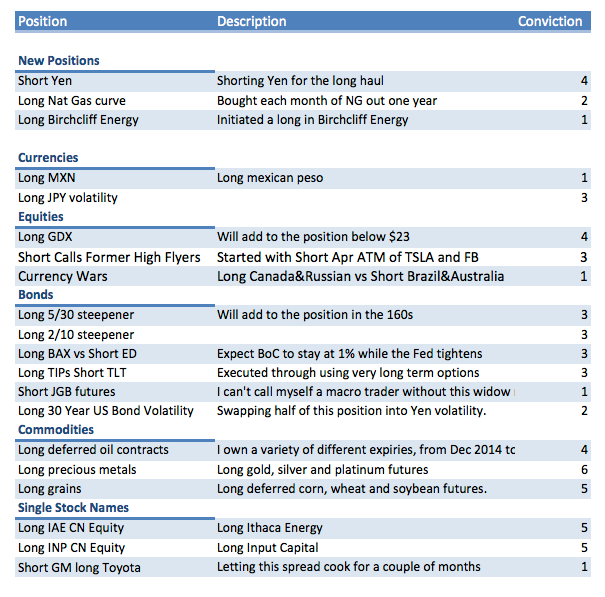 Position Description Conviction
New Positions
Short Yen Shorting Yen for the long haul 4
Long Nat Gas curve Bought each month of NG out one year 2
Long Birchcliff Energy Initiated a long in Birchcliff Energy 1
Currencies
Long MXN Long mexican peso 1
Long JPY volatility 3
Equities
Long GDX Will add to the position below $23 4
Short Calls Former High Flyers Started with Short Apr ATM of TSLA and FB 3
Currency Wars Long Canada&Russian vs Short Brazil&Australia 1
Bonds
Long 5/30 steepener Will add to the position in the 160s 3
Long 2/10 steepener 3
Long BAX vs Short ED Expect BoC to stay at 1% while the Fed tightens 3
Long TIPs Short TLT Executed through using very long term options 3
Short JGB futures I can't call myself a macro trader without this widow 1
Long 30 Year US Bond Volatility Swapping half of this position into Yen volatility. 2
Commodities
Long deferred oil contracts I own a variety of different expiries, from Dec 2014 to 4
Long precious metals Long gold, silver and platinum futures 6
Long grains Long deferred corn, wheat and soybean futures. 5
Single Stock Names
Long IAE CN Equity Long Ithaca Energy 5
Long INP CN Equity Long Input Capital 5
Short GM long Toyota Letting this spread cook for a couple of months 1